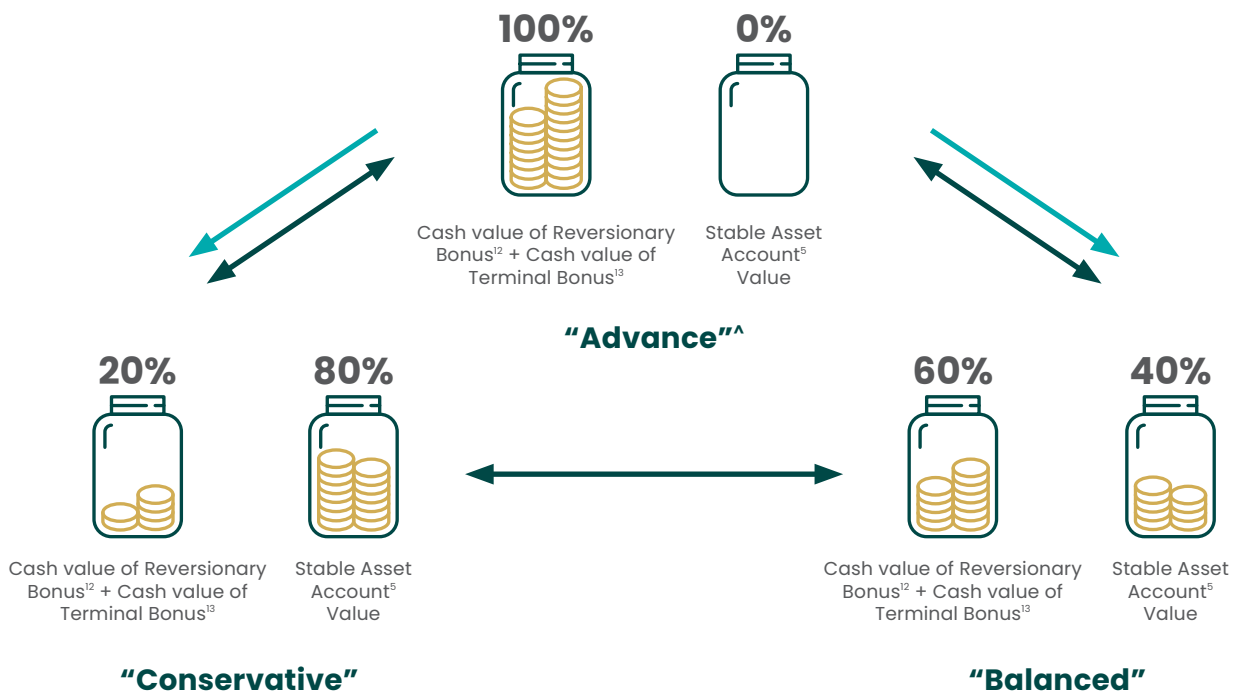 100% 0%
Cash value of Reversionary
Bonus¹² + Cash value of
Terminal Bonus¹³
Stable Asset
Account⁵
Value
“Advance”^
20% 80%
Cash value of Reversionary
Bonus¹² + Cash value of
Terminal Bonus¹³
Stable Asset
Account⁵
Value
“Conservative”
60% 40%
Cash value of Reversionary
Bonus¹² + Cash value of
Terminal Bonus¹³
Stable Asset
Account⁵
Value
“Balanced”